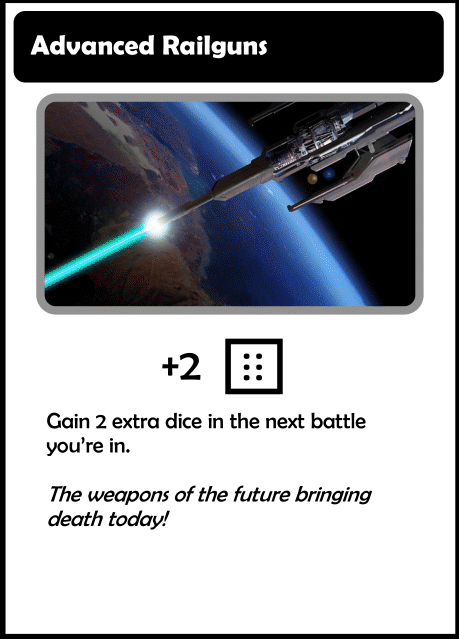 Advanced Railguns
+2
Gain 2 extra dice in the next battle
you're in.
The weapons of the future bringing
death today!